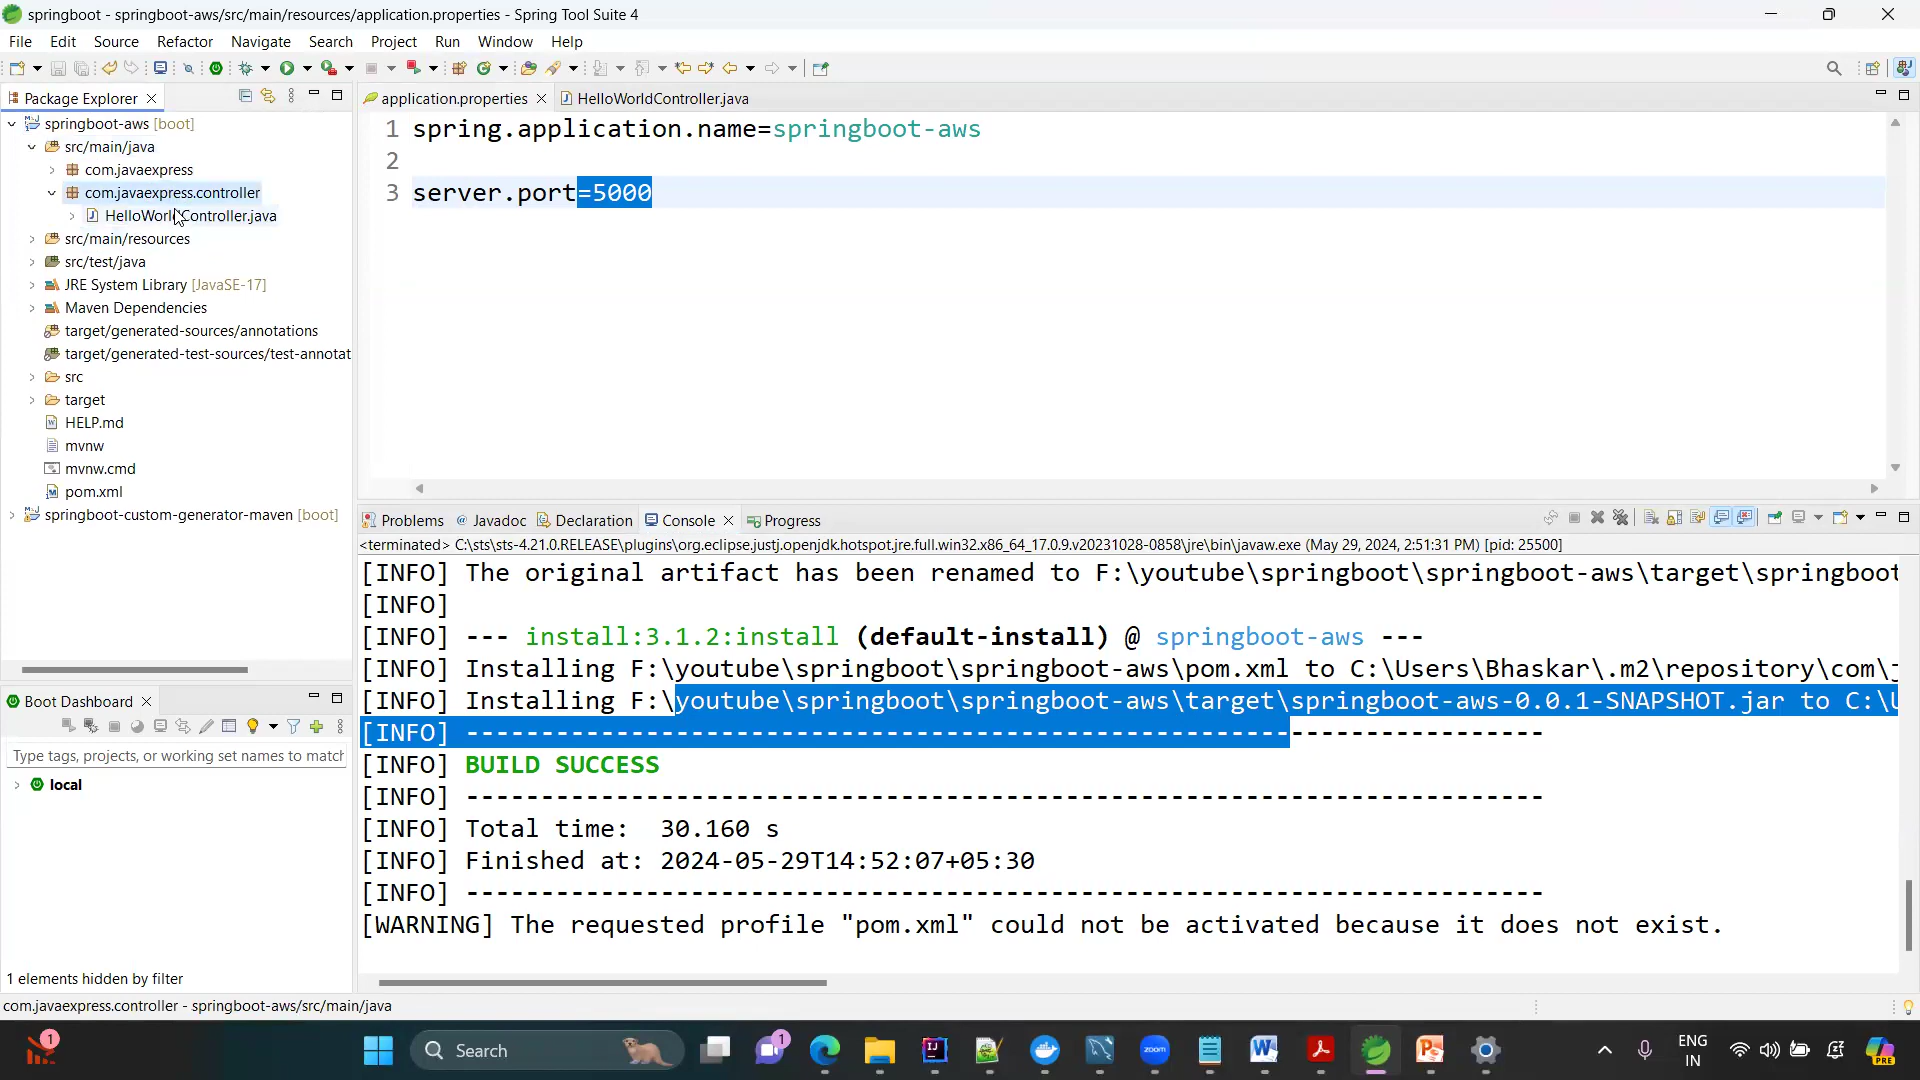 springboot - springboot-aws/src/main/resources/application.properties - Spring Tool Suite 4
File Edit Source Refactor Navigate Search Project Run Window Help
Package Explorer
application.properties HelloWorldController.java
springboot-aws [boot]
src/main/java
com.javaexpress
com.javaexpress.controller
HelloWorldController.java
src/main/resources
src/test/java
JRE System Library [JavaSE-17]
Maven Dependencies
target/generated-sources/annotations
target/generated-test-sources/test-annotat
src
target
HELP.md
mvnw
mvnw.cmd
pom.xml
springboot-custom-generator-maven [boot]
1 spring.application.name=springboot-aws
2
3 server.port=5000
Problems Javadoc Declaration Console Progress
<terminated> C:\sts\sts-4.21.0.RELEASE\plugins\org.eclipse.justj.openjdk.hotspot.jre.full.win32.x86_64_17.0.9.v20231028-0858\jre\bin\javaw.exe (May 29, 2024, 2:51:31 PM) [pid: 25500]
[INFO] The original artifact has been renamed to F:\youtube\springboot\springboot-aws\target\springboot
[INFO]
[INFO] --- install:3.1.2:install (default-install) @ springboot-aws ---
[INFO] Installing F:\youtube\springboot\springboot-aws\pom.xml to C:\Users\Bhaskar\.m2\repository\com\
[INFO] Installing F:\youtube\springboot\springboot-aws\target\springboot-aws-0.0.1-SNAPSHOT.jar to C:\U
[INFO] ------------------------------------------------------------------------
[INFO] BUILD SUCCESS
[INFO] ------------------------------------------------------------------------
[INFO] Total time:  30.160 s
[INFO] Finished at: 2024-05-29T14:52:07+05:30
[INFO] ------------------------------------------------------------------------
[WARNING] The requested profile "pom.xml" could not be activated because it does not exist.
Boot Dashboard
Type tags, projects, or working set names to match
local
1 elements hidden by filter
com.javaexpress.controller - springboot-aws/src/main/java
1
Search
1
zoom
ENG
IN
PRE